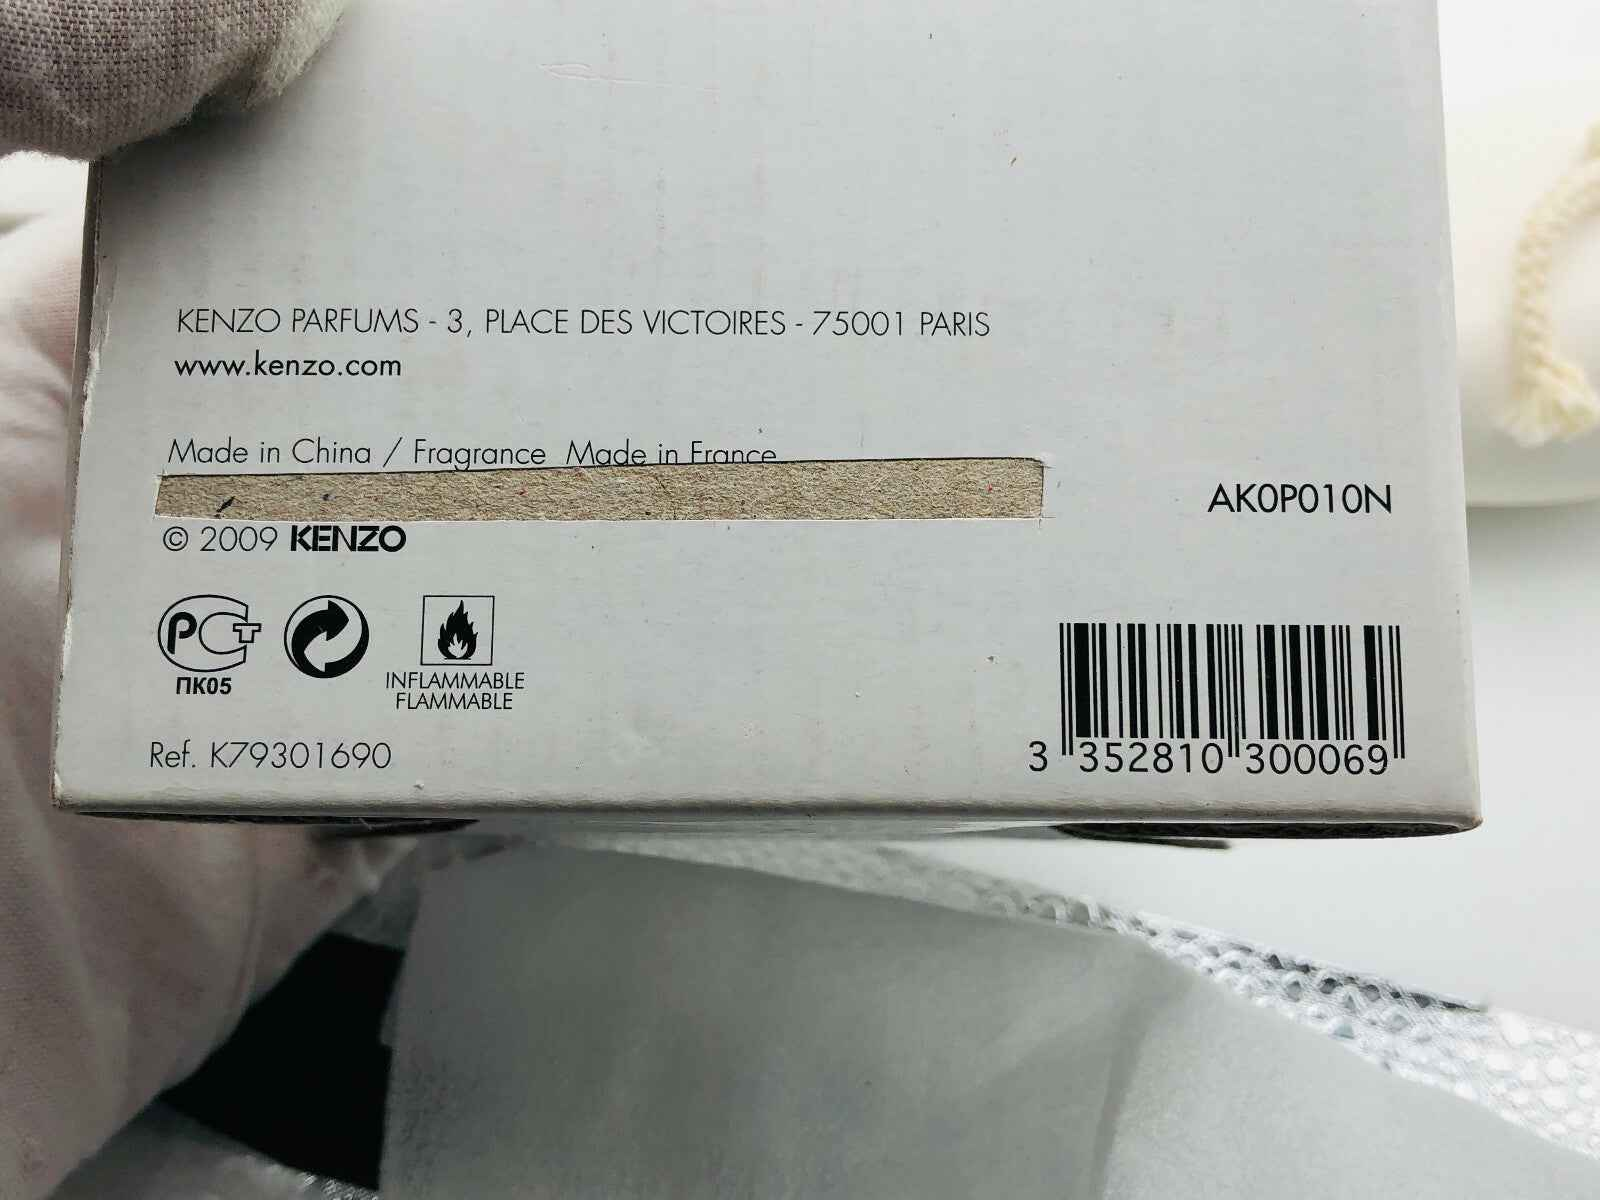 KENZO PARFUMS - 3, PLACE DES VICTOIRES - 75001 PARIS
www.kenzo.com
Made in China / Fragrance Made in France
© 2009 KENZO
AK0P010N
РСТ
ПК05
INFLAMMABLE
FLAMMABLE
Ref. K79301690
3 352810 300069